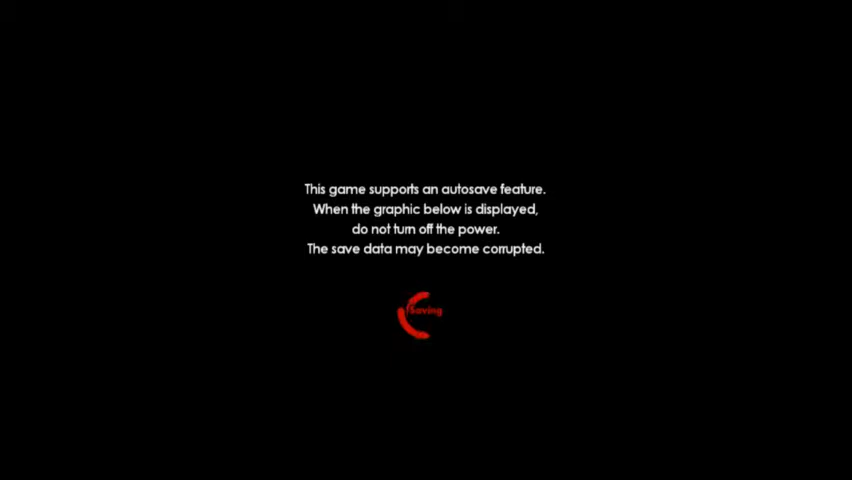 This game supports an autosave feature.
When the graphic below is displayed,
do not turn off the power.
The save data may become corrupted.
Saving